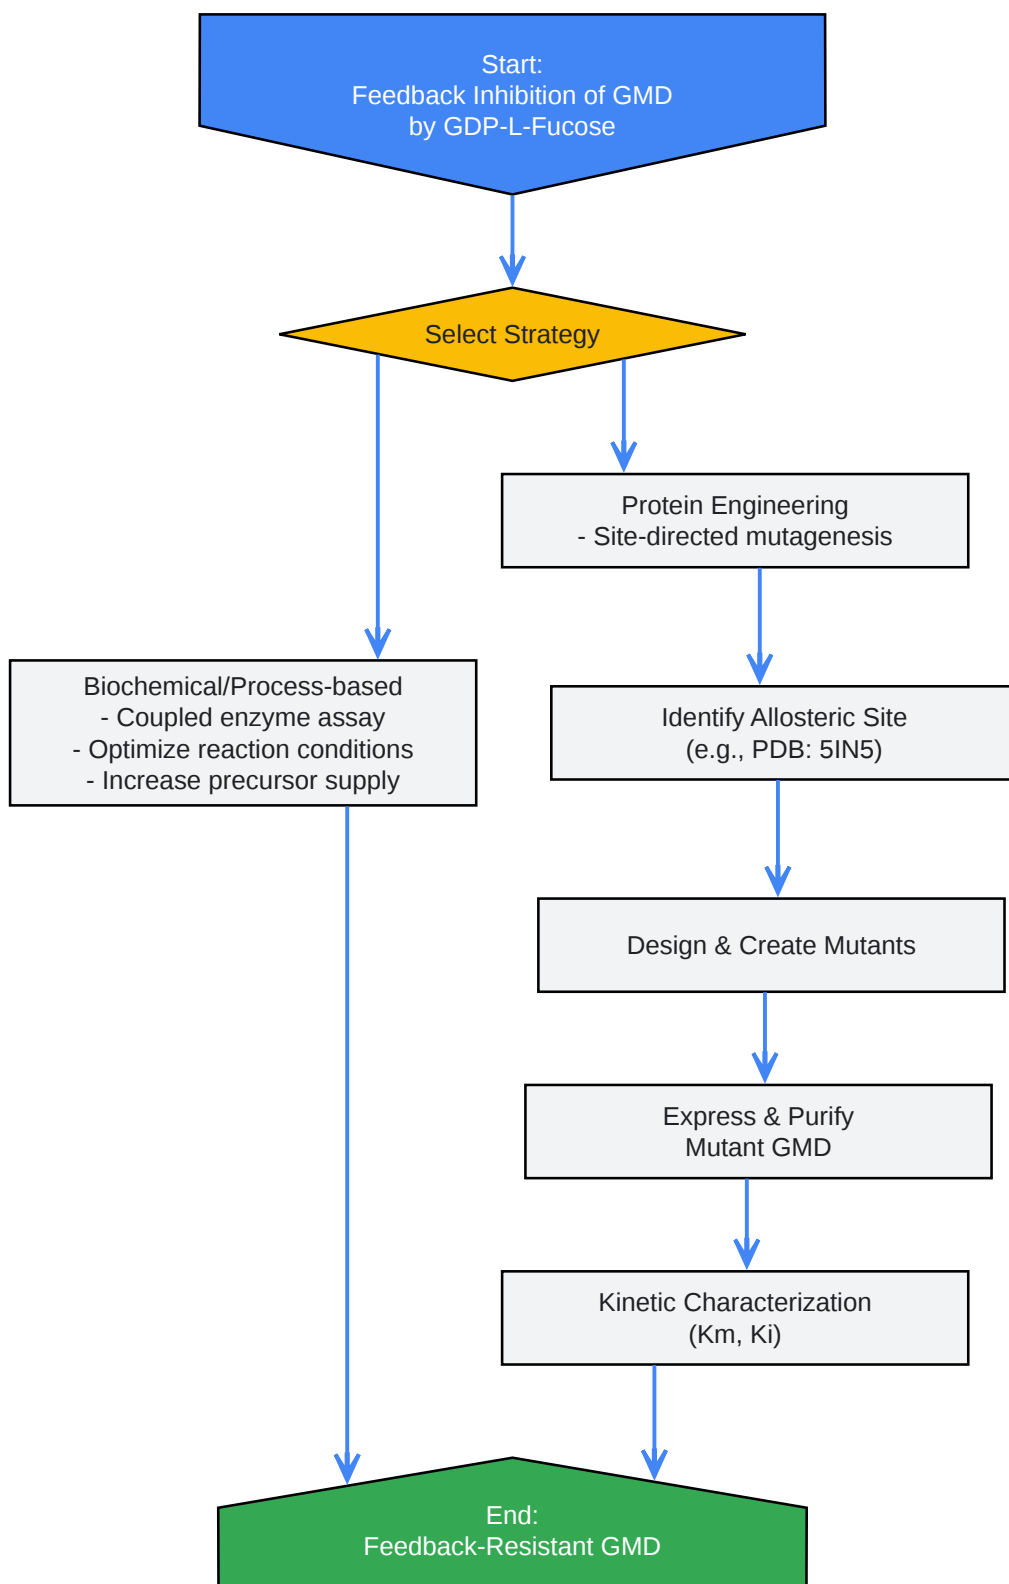 Start:
Feedback Inhibition of GMD
by GDP-L-Fucose
Select Strategy
Protein Engineering
- Site-directed mutagenesis
Biochemical/Process-based
- Coupled enzyme assay
- Optimize reaction conditions
- Increase precursor supply
Identify Allosteric Site
(e.g., PDB: 5IN5)
Design & Create Mutants
Express & Purify
Mutant GMD
Kinetic Characterization
(Km, Ki)
End:
Feedback-Resistant GMD